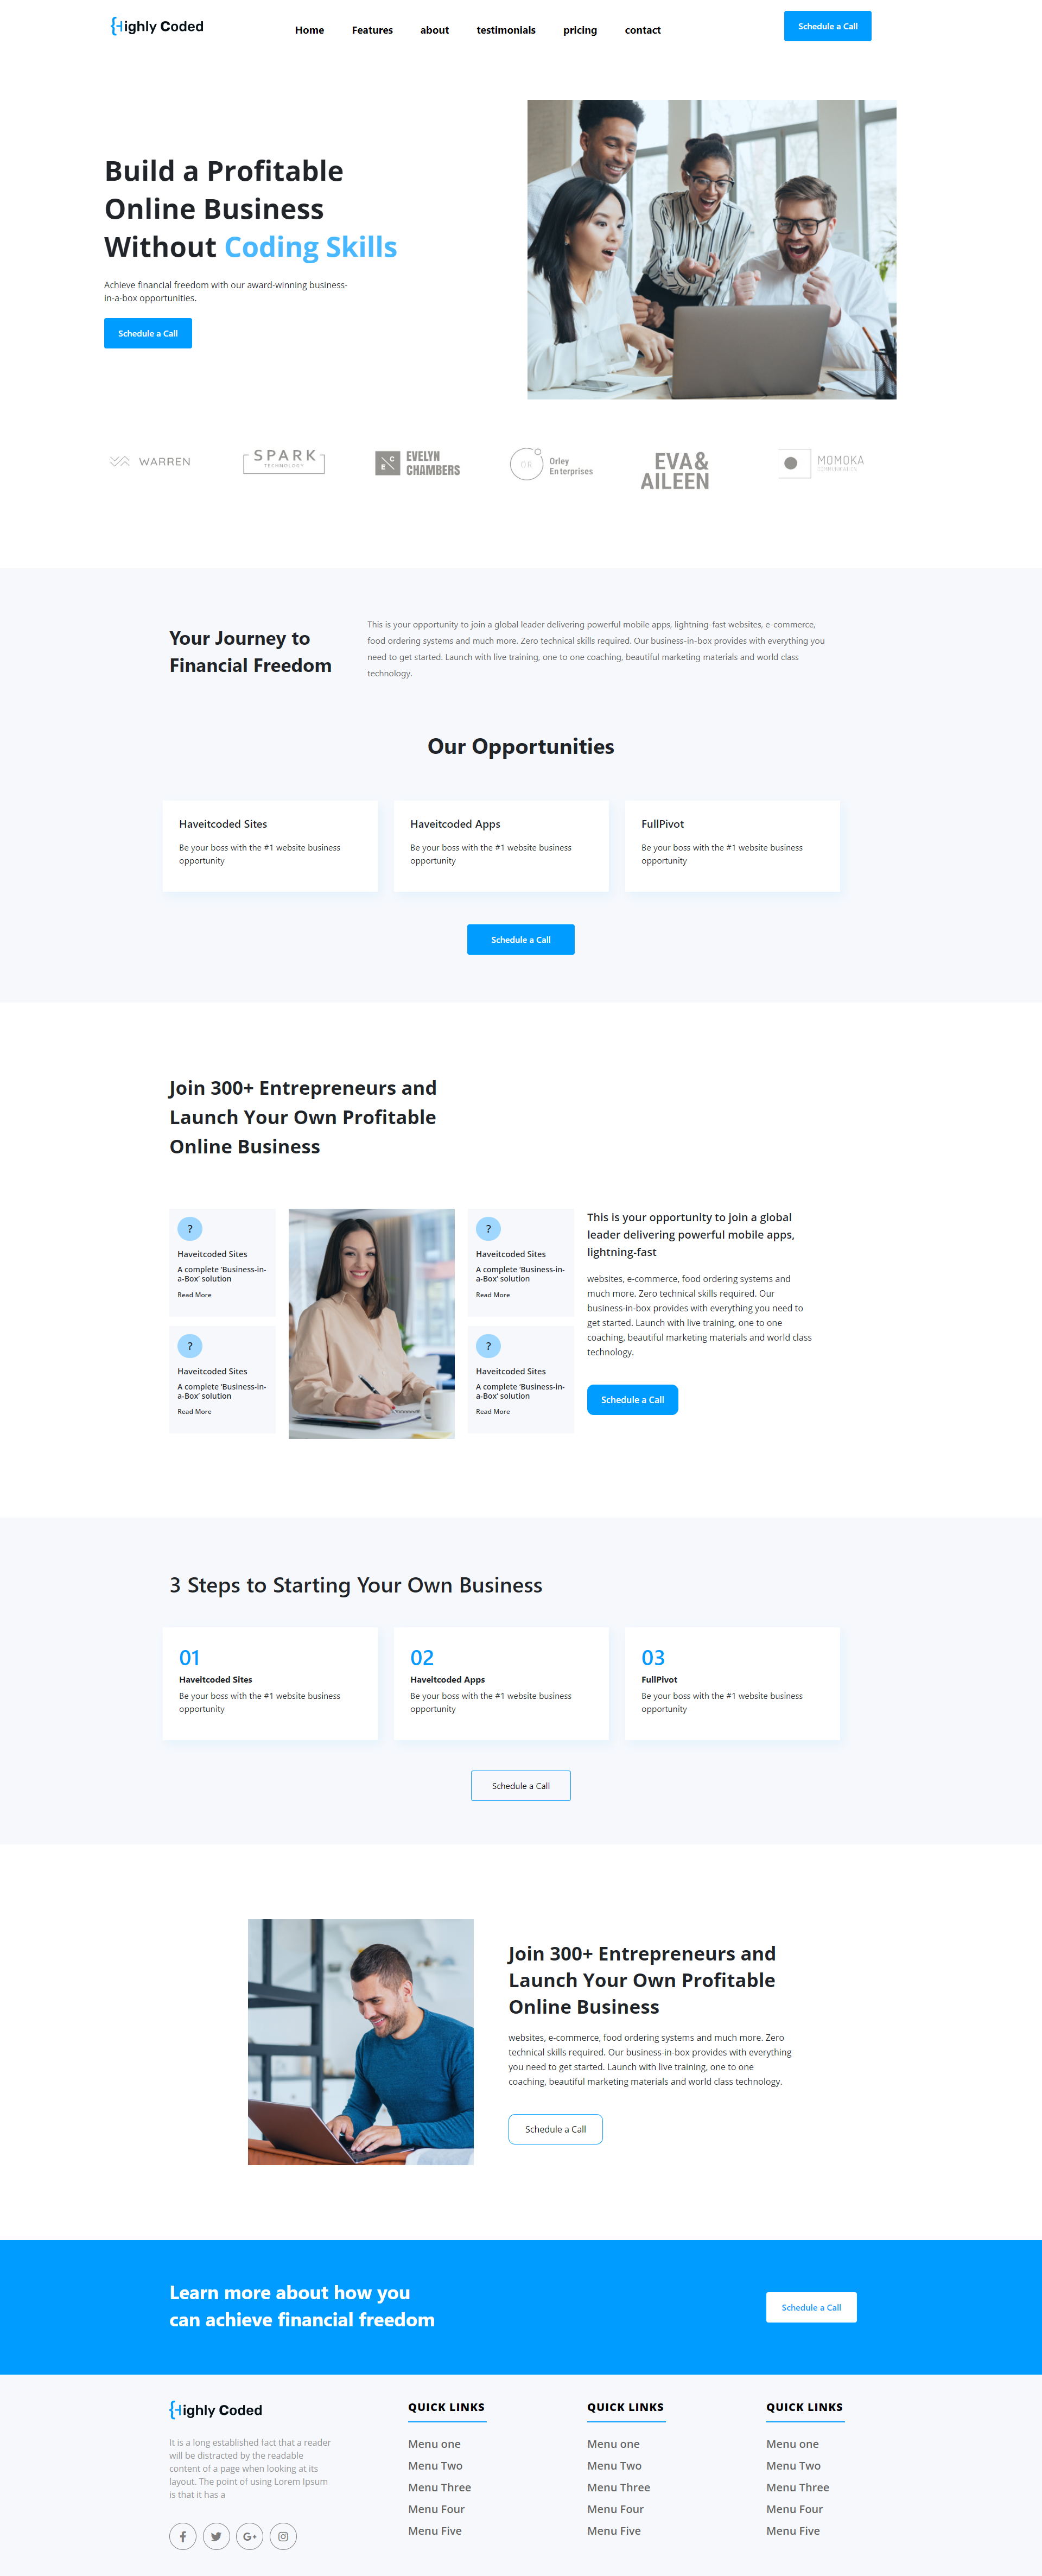 Highly Coded
Home Features about testimonials pricing contact
Schedule a Call
Build a Profitable
Online Business
Without Coding Skills
Achieve financial freedom with our award-winning business-
in-a-box opportunities.
Schedule a Call
WARREN
SPARK
TECHNOLOGY
E C
EVELYN
CHAMBERS
OR
Orley
Enterprises
EVA&
AILEEN
MOMOKA
Your Journey to
Financial Freedom
This is your opportunity to join a global leader delivering powerful mobile apps, lightning-fast websites, e-commerce,
food ordering systems and much more. Zero technical skills required. Our business-in-box provides with everything you
need to get started. Launch with live training, one to one coaching, beautiful marketing materials and world class
technology.
Our Opportunities
Haveitcoded Sites
Be your boss with the #1 website business
opportunity
Haveitcoded Apps
Be your boss with the #1 website business
opportunity
FullPivot
Be your boss with the #1 website business
opportunity
Schedule a Call
Join 300+ Entrepreneurs and
Launch Your Own Profitable
Online Business
?
Haveitcoded Sites
A complete 'Business-in-
a-Box' solution
Read More
?
Haveitcoded Sites
A complete 'Business-in-
a-Box' solution
Read More
?
Haveitcoded Sites
A complete 'Business-in-
a-Box' solution
Read More
?
Haveitcoded Sites
A complete 'Business-in-
a-Box' solution
Read More
This is your opportunity to join a global
leader delivering powerful mobile apps,
lightning-fast
websites, e-commerce, food ordering systems and
much more. Zero technical skills required. Our
business-in-box provides with everything you need to
get started. Launch with live training, one to one
coaching, beautiful marketing materials and world class
technology.
Schedule a Call
3 Steps to Starting Your Own Business
01
Haveitcoded Sites
Be your boss with the #1 website business
opportunity
02
Haveitcoded Apps
Be your boss with the #1 website business
opportunity
03
FullPivot
Be your boss with the #1 website business
opportunity
Schedule a Call
Join 300+ Entrepreneurs and
Launch Your Own Profitable
Online Business
websites, e-commerce, food ordering systems and much more. Zero
technical skills required. Our business-in-box provides with everything
you need to get started. Launch with live training, one to one
coaching, beautiful marketing materials and world class technology.
Schedule a Call
Learn more about how you
can achieve financial freedom
Schedule a Call
Highly Coded
It is a long established fact that a reader
will be distracted by the readable
content of a page when looking at its
layout. The point of using Lorem Ipsum
is that it has a
QUICK LINKS
Menu one
Menu Two
Menu Three
Menu Four
Menu Five
QUICK LINKS
Menu one
Menu Two
Menu Three
Menu Four
Menu Five
QUICK LINKS
Menu one
Menu Two
Menu Three
Menu Four
Menu Five